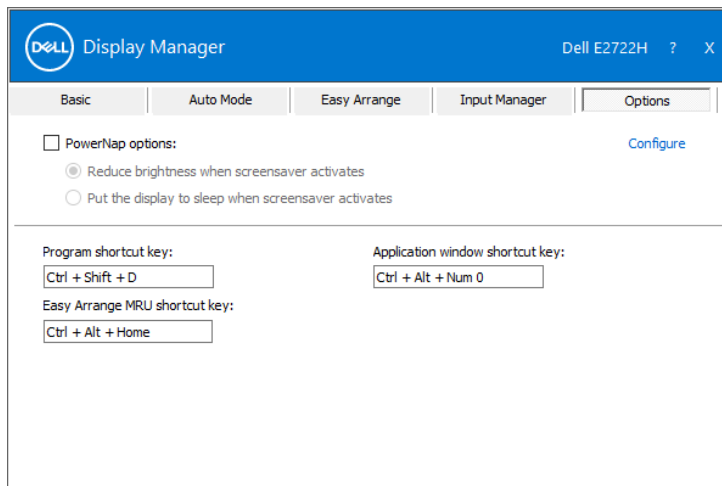 DELL Display Manager Dell E2722H ? X
Basic Auto Mode Easy Arrange Input Manager Options
PowerNap options: Configure
Reduce brightness when screensaver activates
Put the display to sleep when screensaver activates
Program shortcut key: Application window shortcut key:
Ctrl + Shift + D Ctrl + Alt + Num 0
Easy Arrange MRU shortcut key:
Ctrl + Alt + Home